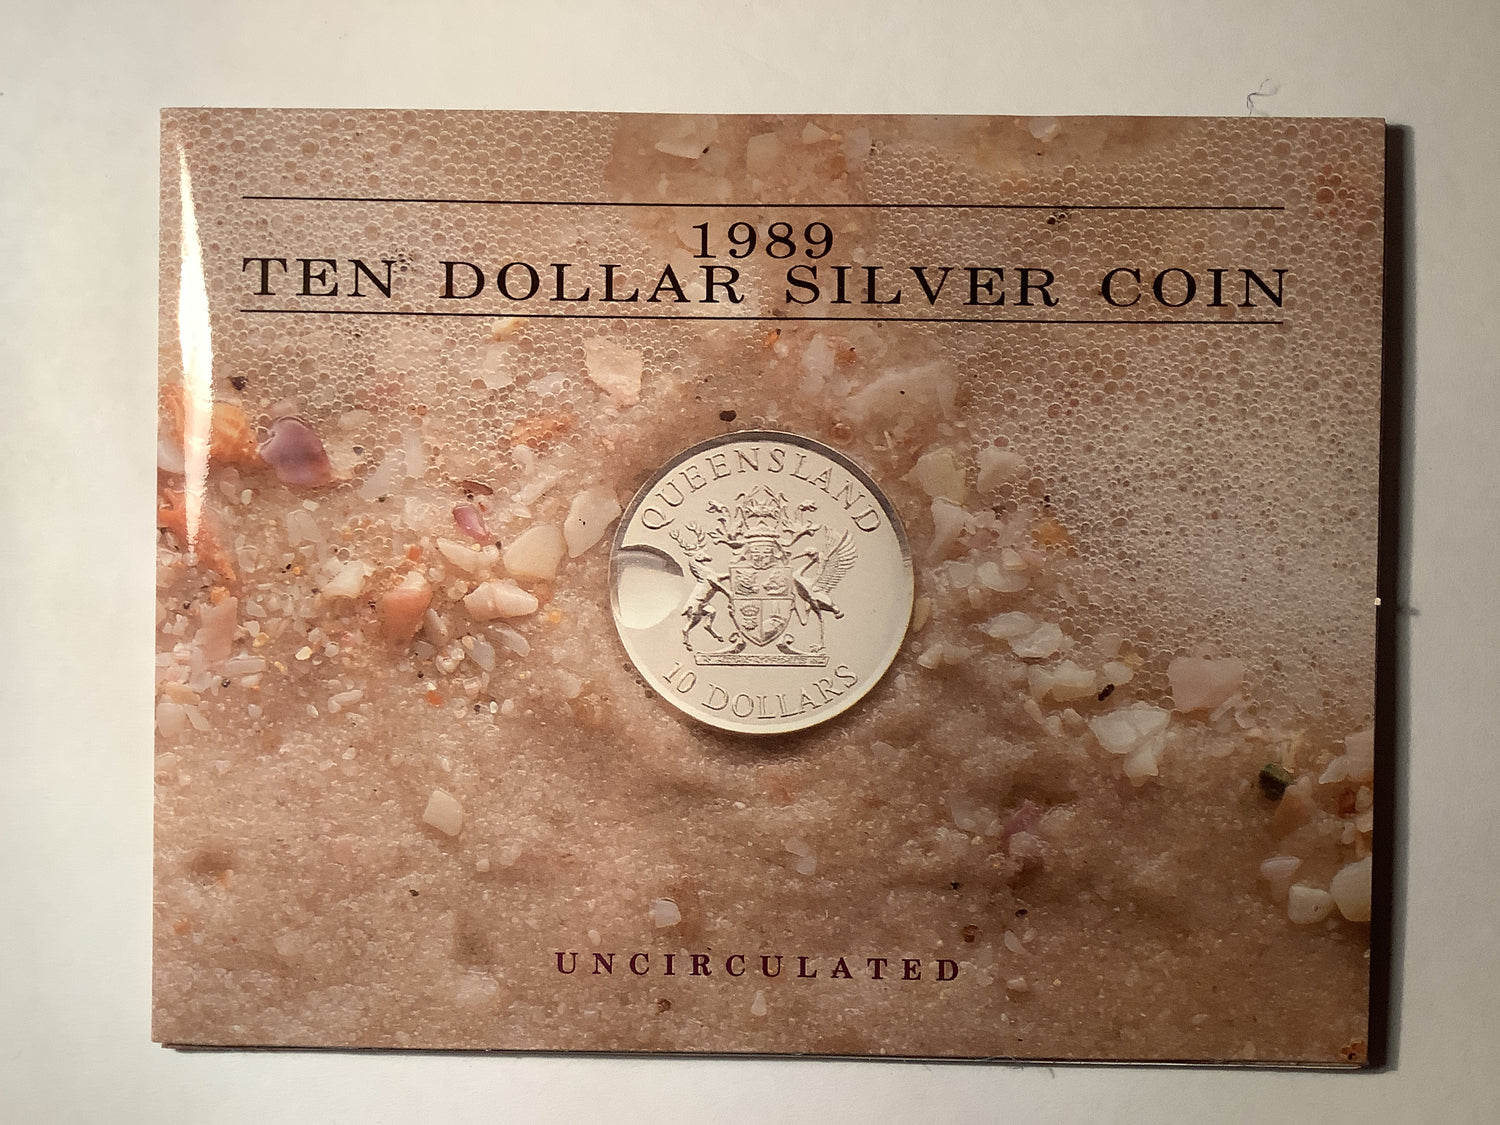 1989
TEN DOLLAR SILVER COIN
QUEENSLAND
10 DOLLARS
UNCIRCULATED